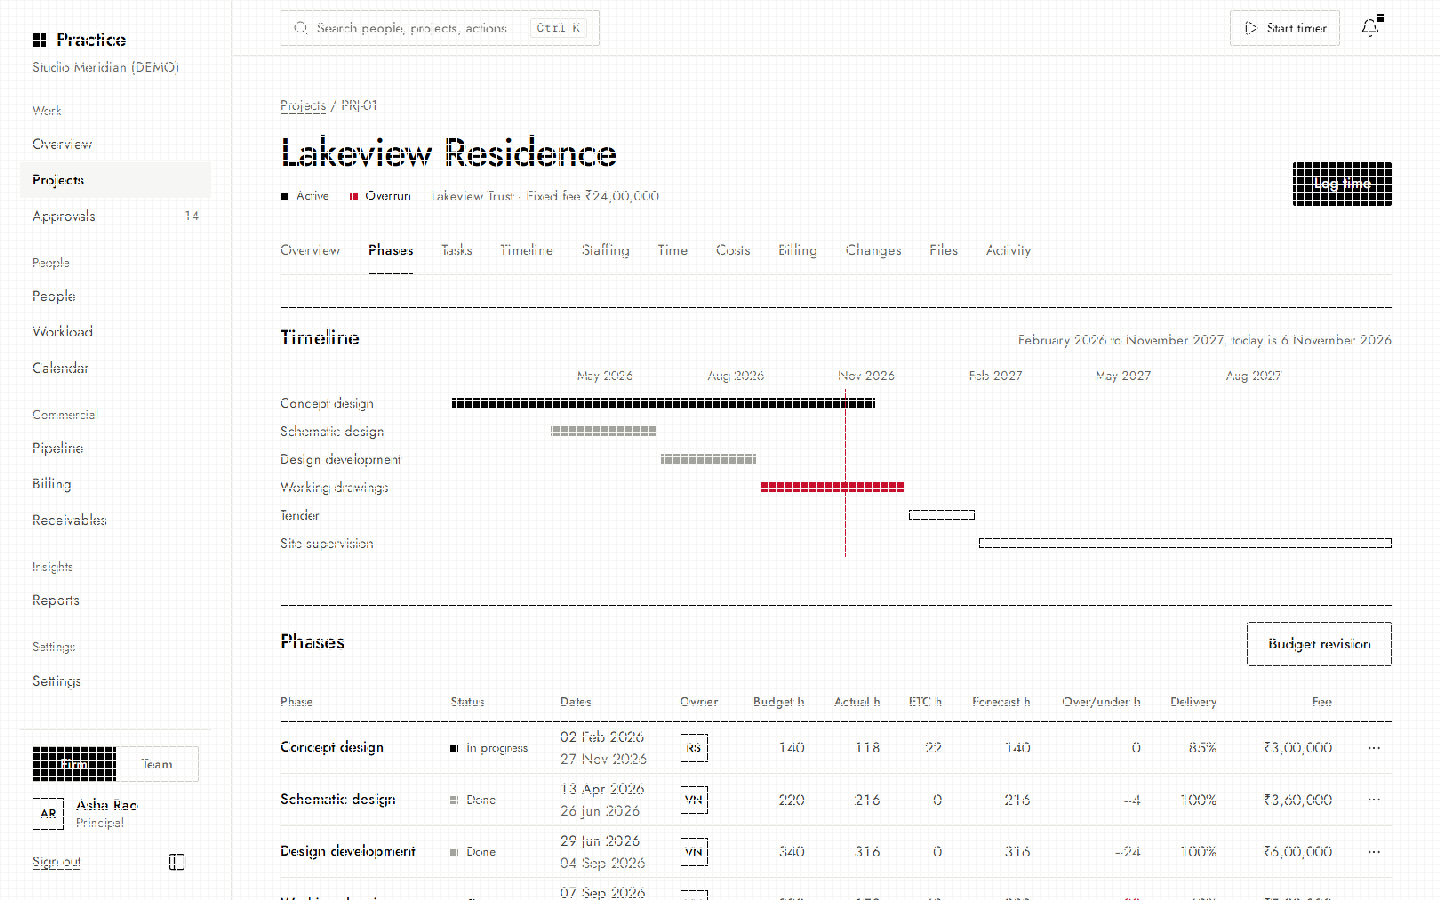 Practice
Studio Meridian (DEMO)
Work
Overview
Projects
Approvals 14
People
People
Workload
Calendar
Commercial
Pipeline
Billing
Receivables
Insights
Reports
Settings
Settings
Firm Team
AR Asha Rao
Principal
Sign out
Search people, projects, actions Ctrl K
Start timer
Projects / PRJ-01
Lakeview Residence
Active Overrun Lakeview Trust · Fixed fee ₹24,00,000
Log time
Overview Phases Tasks Timeline Staffing Time Costs Billing Changes Files Activity
Timeline
February 2026 to November 2027, today is 6 November 2026
May 2026 Aug 2026 Nov 2026 Feb 2027 May 2027 Aug 2027
Concept design
Schematic design
Design development
Working drawings
Tender
Site supervision
Phases
Budget revision
Phase Status Dates Owner Budget h Actual h ETC h Forecast h Over/under h Delivery Fee
Concept design In progress 02 Feb 2026 27 Nov 2026 RS 140 118 22 140 0 85% ₹3,00,000 ...
Schematic design Done 13 Apr 2026 26 Jun 2026 VN 220 216 0 216 −4 100% ₹3,60,000 ...
Design development Done 29 Jun 2026 04 Sep 2026 VN 340 316 0 316 −24 100% ₹6,00,000 ...
07 Sep 2026